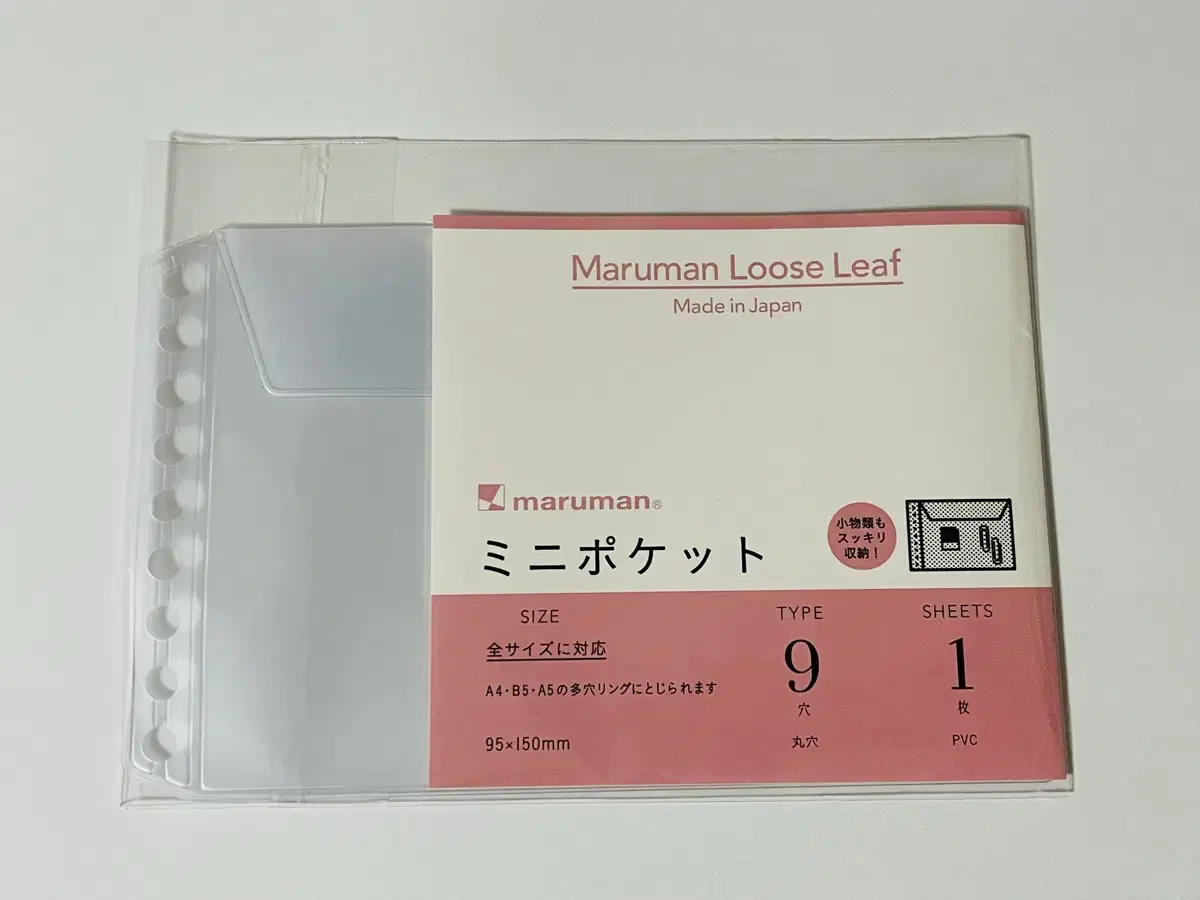 Maruman Loose Leaf
Made in Japan
maruman®
ミニポケット
小物類も
スッキリ
収納！
SIZE
全サイズに対応
A4・B5・A5の多穴リングにとじられます
95×150mm
TYPE
9
穴
丸穴
SHEETS
1
枚
PVC